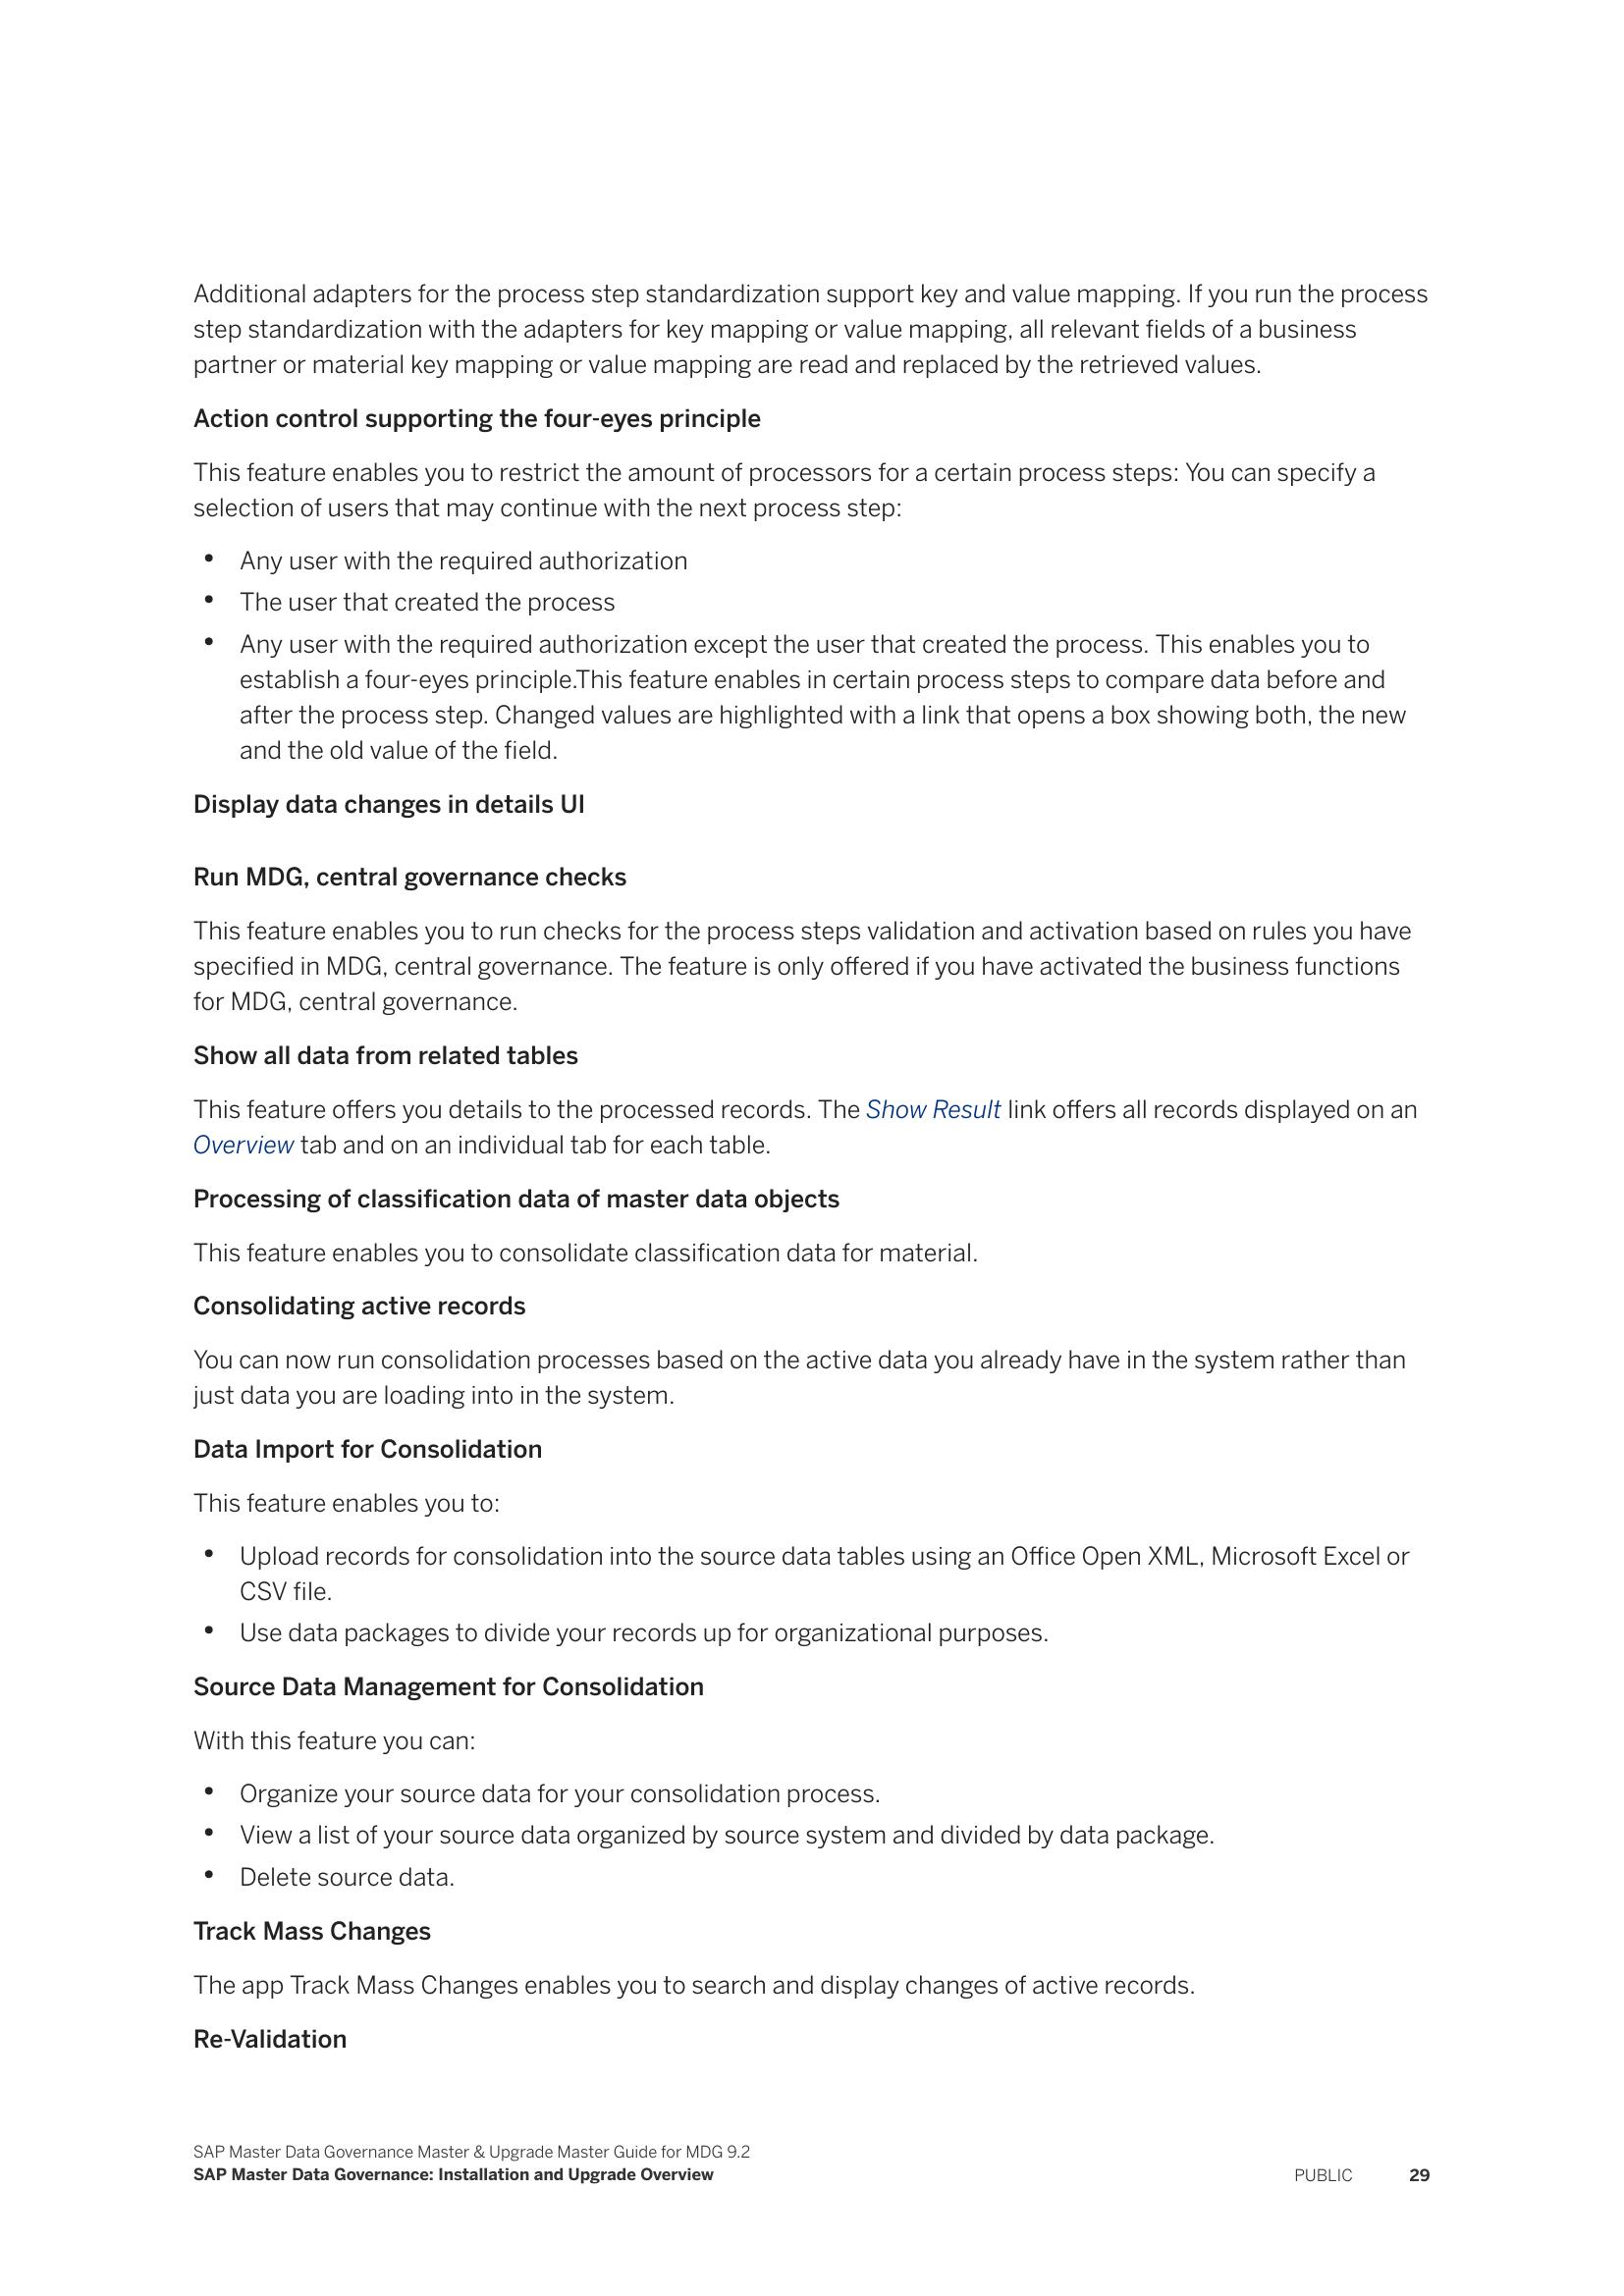 Additional adapters for the process step standardization support key and value mapping. If you run the process
step standardization with the adapters for key mapping or value mapping, all relevant fields of a business
partner or material key mapping or value mapping are read and replaced by the retrieved values.
Action control supporting the four-eyes principle
This feature enables you to restrict the amount of processors for a certain process steps: You can specify a
selection of users that may continue with the next process step:
• Any user with the required authorization
• The user that created the process
• Any user with the required authorization except the user that created the process. This enables you to
establish a four-eyes principle.This feature enables in certain process steps to compare data before and
after the process step. Changed values are highlighted with a link that opens a box showing both, the new
and the old value of the field.
Display data changes in details UI
Run MDG, central governance checks
This feature enables you to run checks for the process steps validation and activation based on rules you have
specified in MDG, central governance. The feature is only offered if you have activated the business functions
for MDG, central governance.
Show all data from related tables
This feature offers you details to the processed records. The Show Result link offers all records displayed on an
Overview tab and on an individual tab for each table.
Processing of classification data of master data objects
This feature enables you to consolidate classification data for material.
Consolidating active records
You can now run consolidation processes based on the active data you already have in the system rather than
just data you are loading into in the system.
Data Import for Consolidation
This feature enables you to:
• Upload records for consolidation into the source data tables using an Office Open XML, Microsoft Excel or
CSV file.
• Use data packages to divide your records up for organizational purposes.
Source Data Management for Consolidation
With this feature you can:
• Organize your source data for your consolidation process.
• View a list of your source data organized by source system and divided by data package.
• Delete source data.
Track Mass Changes
The app Track Mass Changes enables you to search and display changes of active records.
Re-Validation
SAP Master Data Governance Master & Upgrade Master Guide for MDG 9.2
SAP Master Data Governance: Installation and Upgrade Overview PUBLIC 29